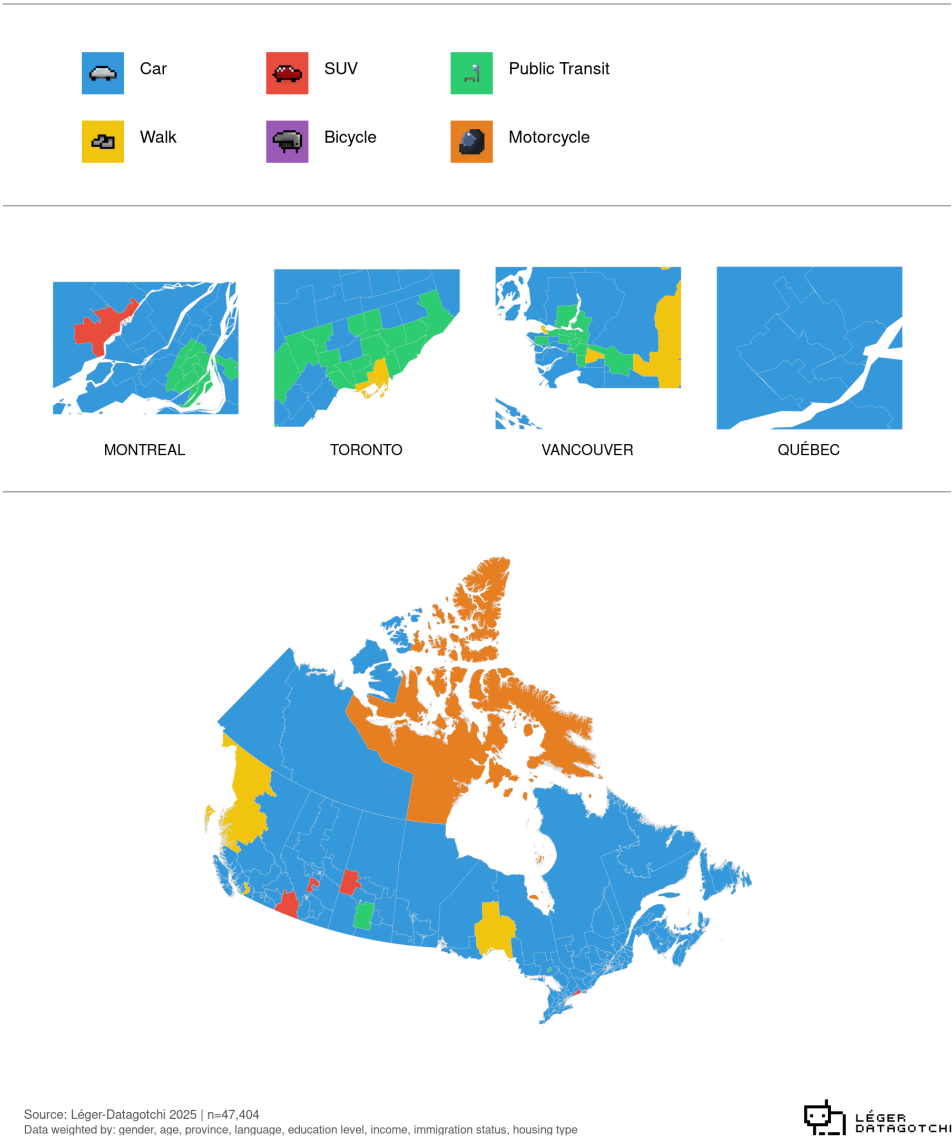 Car
SUV
Public Transit
Walk
Bicycle
Motorcycle
MONTREAL
TORONTO
VANCOUVER
QUÉBEC
Source: Léger-Datagotchi 2025 | n=47,404
Data weighted by: gender, age, province, language, education level, income, immigration status, housing type
LÉGER
DATAGOTCHI